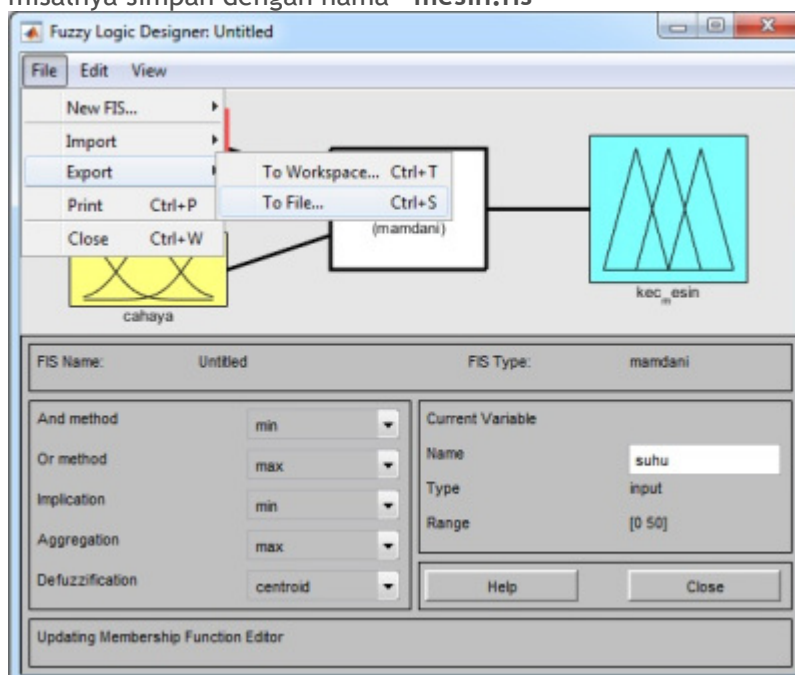 misalnya simpan dengan nama "mesin.fis"
Fuzzy Logic Designer: Untitled
File Edit View
New FIS...
Import
Export
Print Ctrl+P
Close Ctrl+W
To Workspace... Ctrl+T
To File... Ctrl+S
(mamdani)
cahaya
kec_mesin
FIS Name: Untitled FIS Type: mamdani
And method min
Or method max
Implication min
Aggregation max
Defuzzification centroid
Current Variable
Name suhu
Type input
Range [0 50]
Help Close
Updating Membership Function Editor